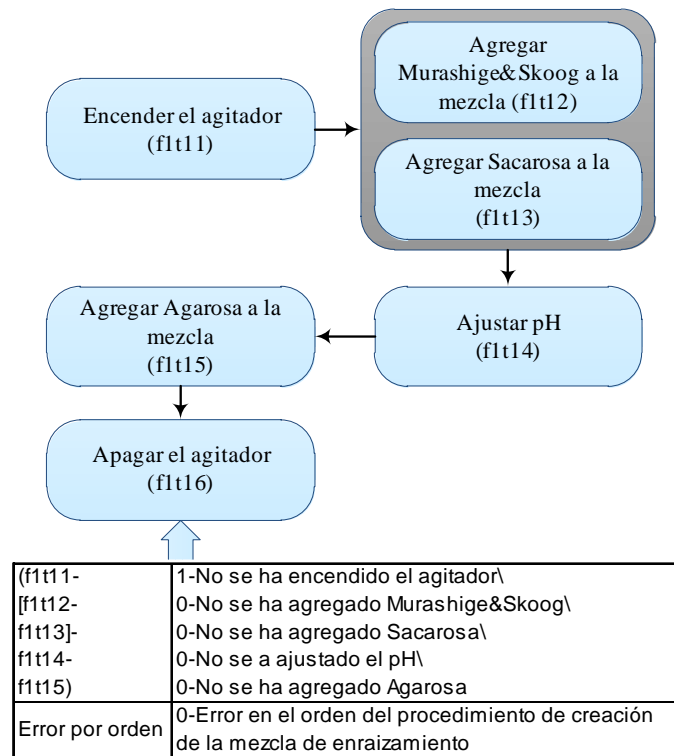 Encender el agitador
(f1t11)
Agregar
Murashige&Skoog a la
mezcla (f1t12)
Agregar Sacarosa a la
mezcla
(f1t13)
Ajustar pH
(f1t14)
Agregar Agarosa a la
mezcla
(f1t15)
Apagar el agitador
(f1t16)
(f1t11- 1-No se ha encendido el agitador\
[f1t12- 0-No se ha agregado Murashige&Skoog\
f1t13]- 0-No se ha agregado Sacarosa\
f1t14- 0-No se a ajustado el pH\
f1t15) 0-No se ha agregado Agarosa
Error por orden 0-Error en el orden del procedimiento de creación
de la mezcla de enraizamiento